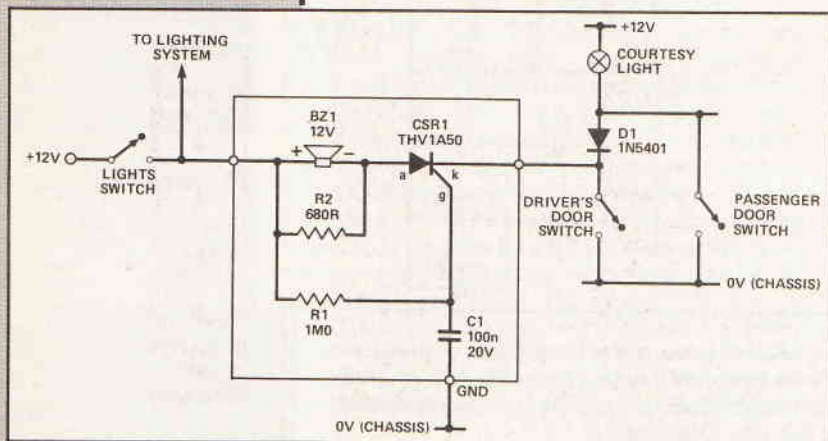 TO LIGHTING
SYSTEM
+12V
LIGHTS
SWITCH
BZ1
12V
+
−
R2
680R
R1
1M0
CSR1
THV1A50
a
k
g
C1
100n
20V
GND
0V (CHASSIS)
+12V
COURTESY
LIGHT
D1
1N5401
DRIVER'S
DOOR
SWITCH
PASSENGER
DOOR
SWITCH
0V (CHASSIS)